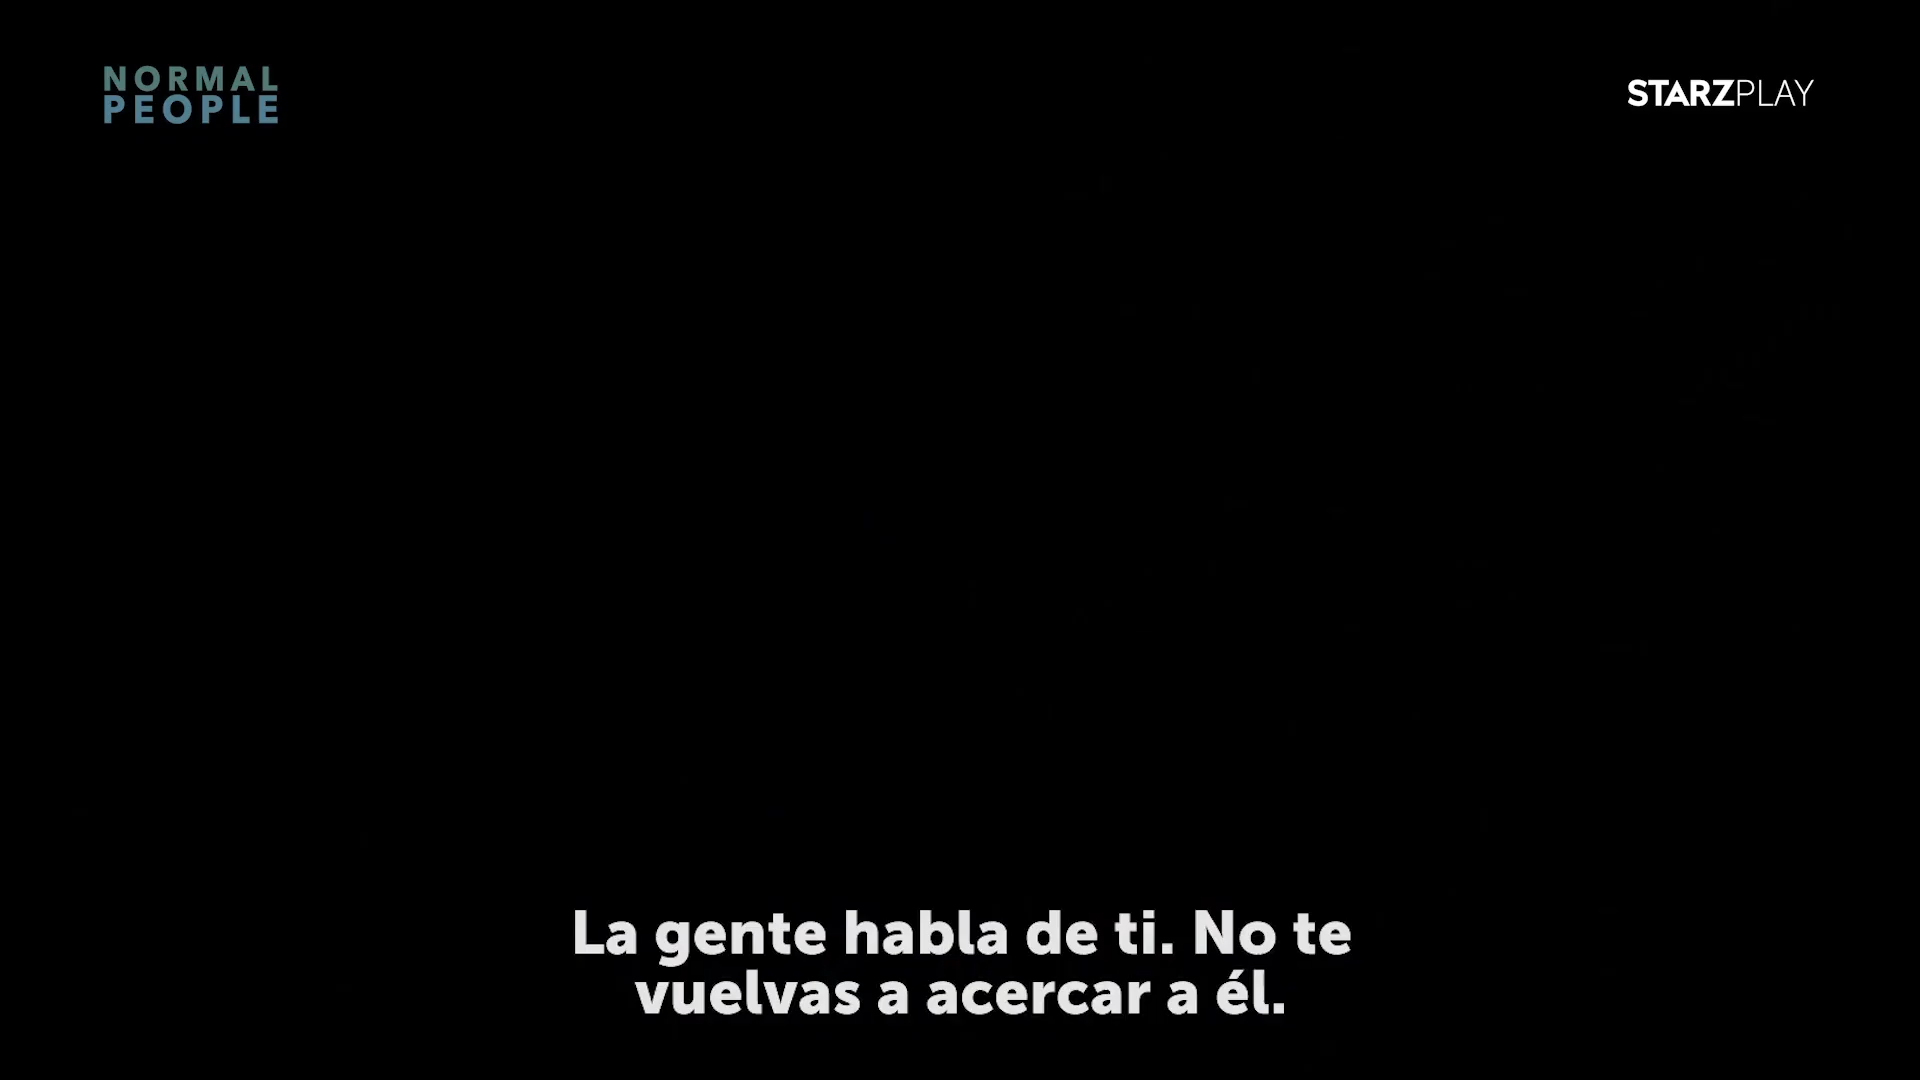 NORMAL
PEOPLE
STARZPLAY
La gente habla de ti. No te
vuelvas a acercar a él.